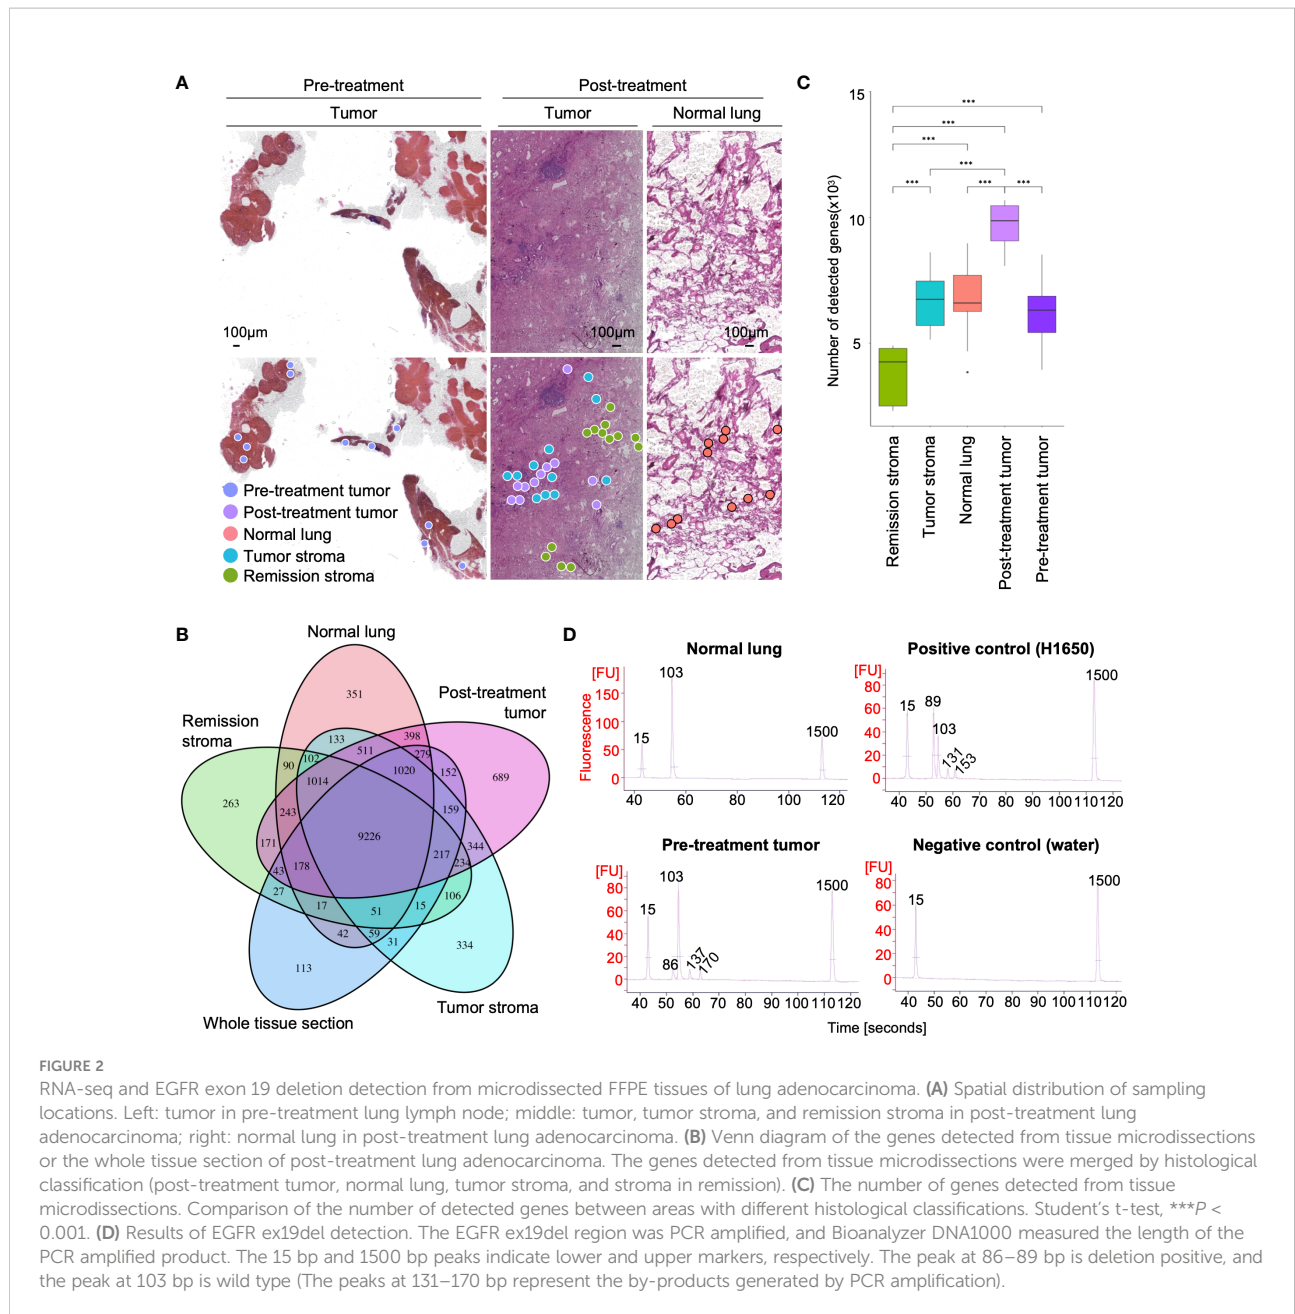 A
Pre-treatment
Post-treatment
Tumor
Tumor
Normal lung
100μm
100μm
100μm
Pre-treatment tumor
Post-treatment tumor
Normal lung
Tumor stroma
Remission stroma
C
Number of detected genes(x10³)
15
10
5
***
***
***
***
***
***
***
Remission stroma
Tumor stroma
Normal lung
Post-treatment tumor
Pre-treatment tumor
B
Normal lung
Post-treatment
tumor
Remission
stroma
Whole tissue section
Tumor stroma
351
133
398
90
102
511
279
1014
1020
152
689
263
243
159
171
9226
344
43
178
217
234
27
17
51
15
106
42
59
31
334
113
D
Normal lung
[FU]
Fluorescence
150
100
50
0
15
103
1500
40 60 80 100 120
Positive control (H1650)
[FU]
80
60
40
20
0
15
89
103
131
153
1500
40 50 60 70 80 90 100 110 120
Pre-treatment tumor
[FU]
80
60
40
20
0
15
86
103
137
170
1500
40 50 60 70 80 90 100 110 120
Negative control (water)
[FU]
80
60
40
20
0
15
1500
40 50 60 70 80 90 100 110 120
Time [seconds]
FIGURE 2
RNA-seq and EGFR exon 19 deletion detection from microdissected FFPE tissues of lung adenocarcinoma. (A) Spatial distribution of sampling
locations. Left: tumor in pre-treatment lung lymph node; middle: tumor, tumor stroma, and remission stroma in post-treatment lung
adenocarcinoma; right: normal lung in post-treatment lung adenocarcinoma. (B) Venn diagram of the genes detected from tissue microdissections
or the whole tissue section of post-treatment lung adenocarcinoma. The genes detected from tissue microdissections were merged by histological
classification (post-treatment tumor, normal lung, tumor stroma, and stroma in remission). (C) The number of genes detected from tissue
microdissections. Comparison of the number of detected genes between areas with different histological classifications. Student's t-test, ***P <
0.001. (D) Results of EGFR ex19del detection. The EGFR ex19del region was PCR amplified, and Bioanalyzer DNA1000 measured the length of the
PCR amplified product. The 15 bp and 1500 bp peaks indicate lower and upper markers, respectively. The peak at 86–89 bp is deletion positive, and
the peak at 103 bp is wild type (The peaks at 131–170 bp represent the by-products generated by PCR amplification).